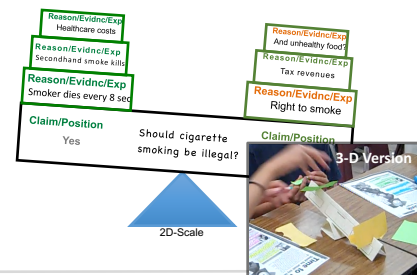 Reason/Evidnc/Exp
Healthcare costs
Reason/Evidnc/Exp
Secondhand smoke kills
Reason/Evidnc/Exp
Smoker dies every 8 sec
Claim/Position
Yes
Should cigarette
smoking be illegal?
Reason/Evidnc/Exp
And unhealthy food?
Reason/Evidnc/Exp
Tax revenues
Reason/Evidnc/Exp
Right to smoke
Claim/Position
3-D Version
2D-Scale